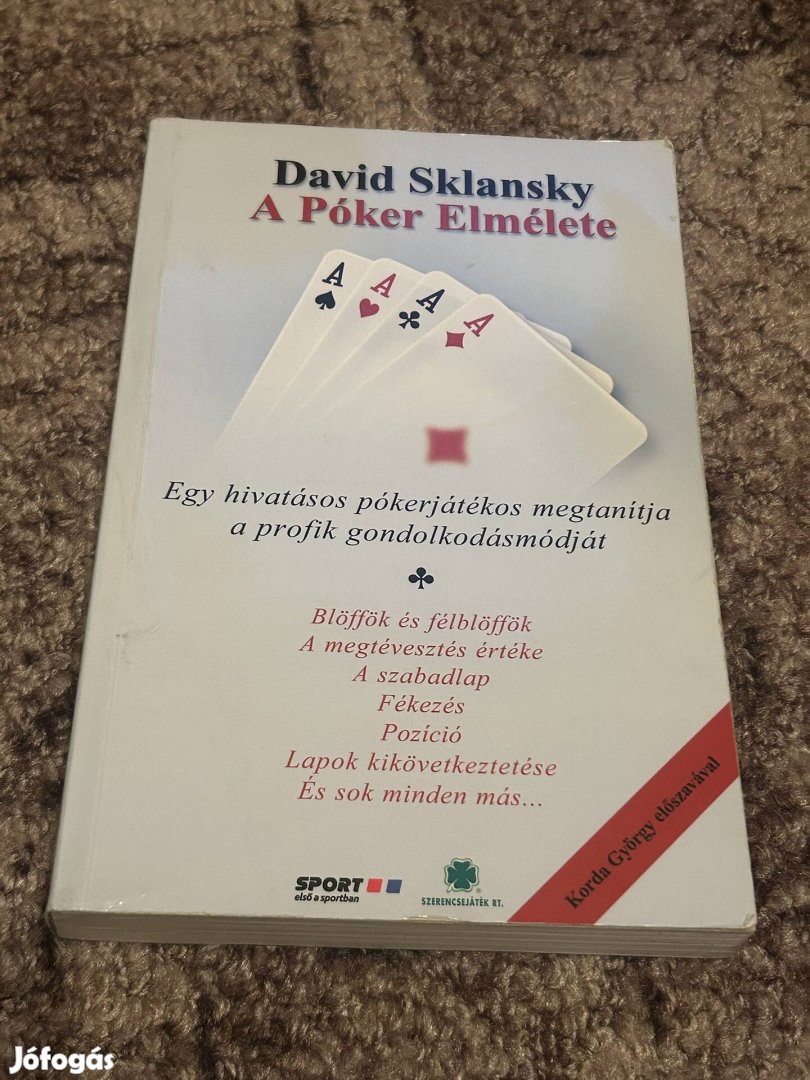 David Sklansky
A Póker Elmélete
A
A
A
A
Egy hivatásos pókerjátékos megtanítja
a profik gondolkodásmódját
Blöffök és félblöffök
A megtévesztés értéke
A szabadlap
Fékezés
Pozíció
Lapok kikövetkeztetése
És sok minden más...
Korda György előszavával
SPORT
első a sportban
SZERENCSEJÁTÉK RT.
Jófogás